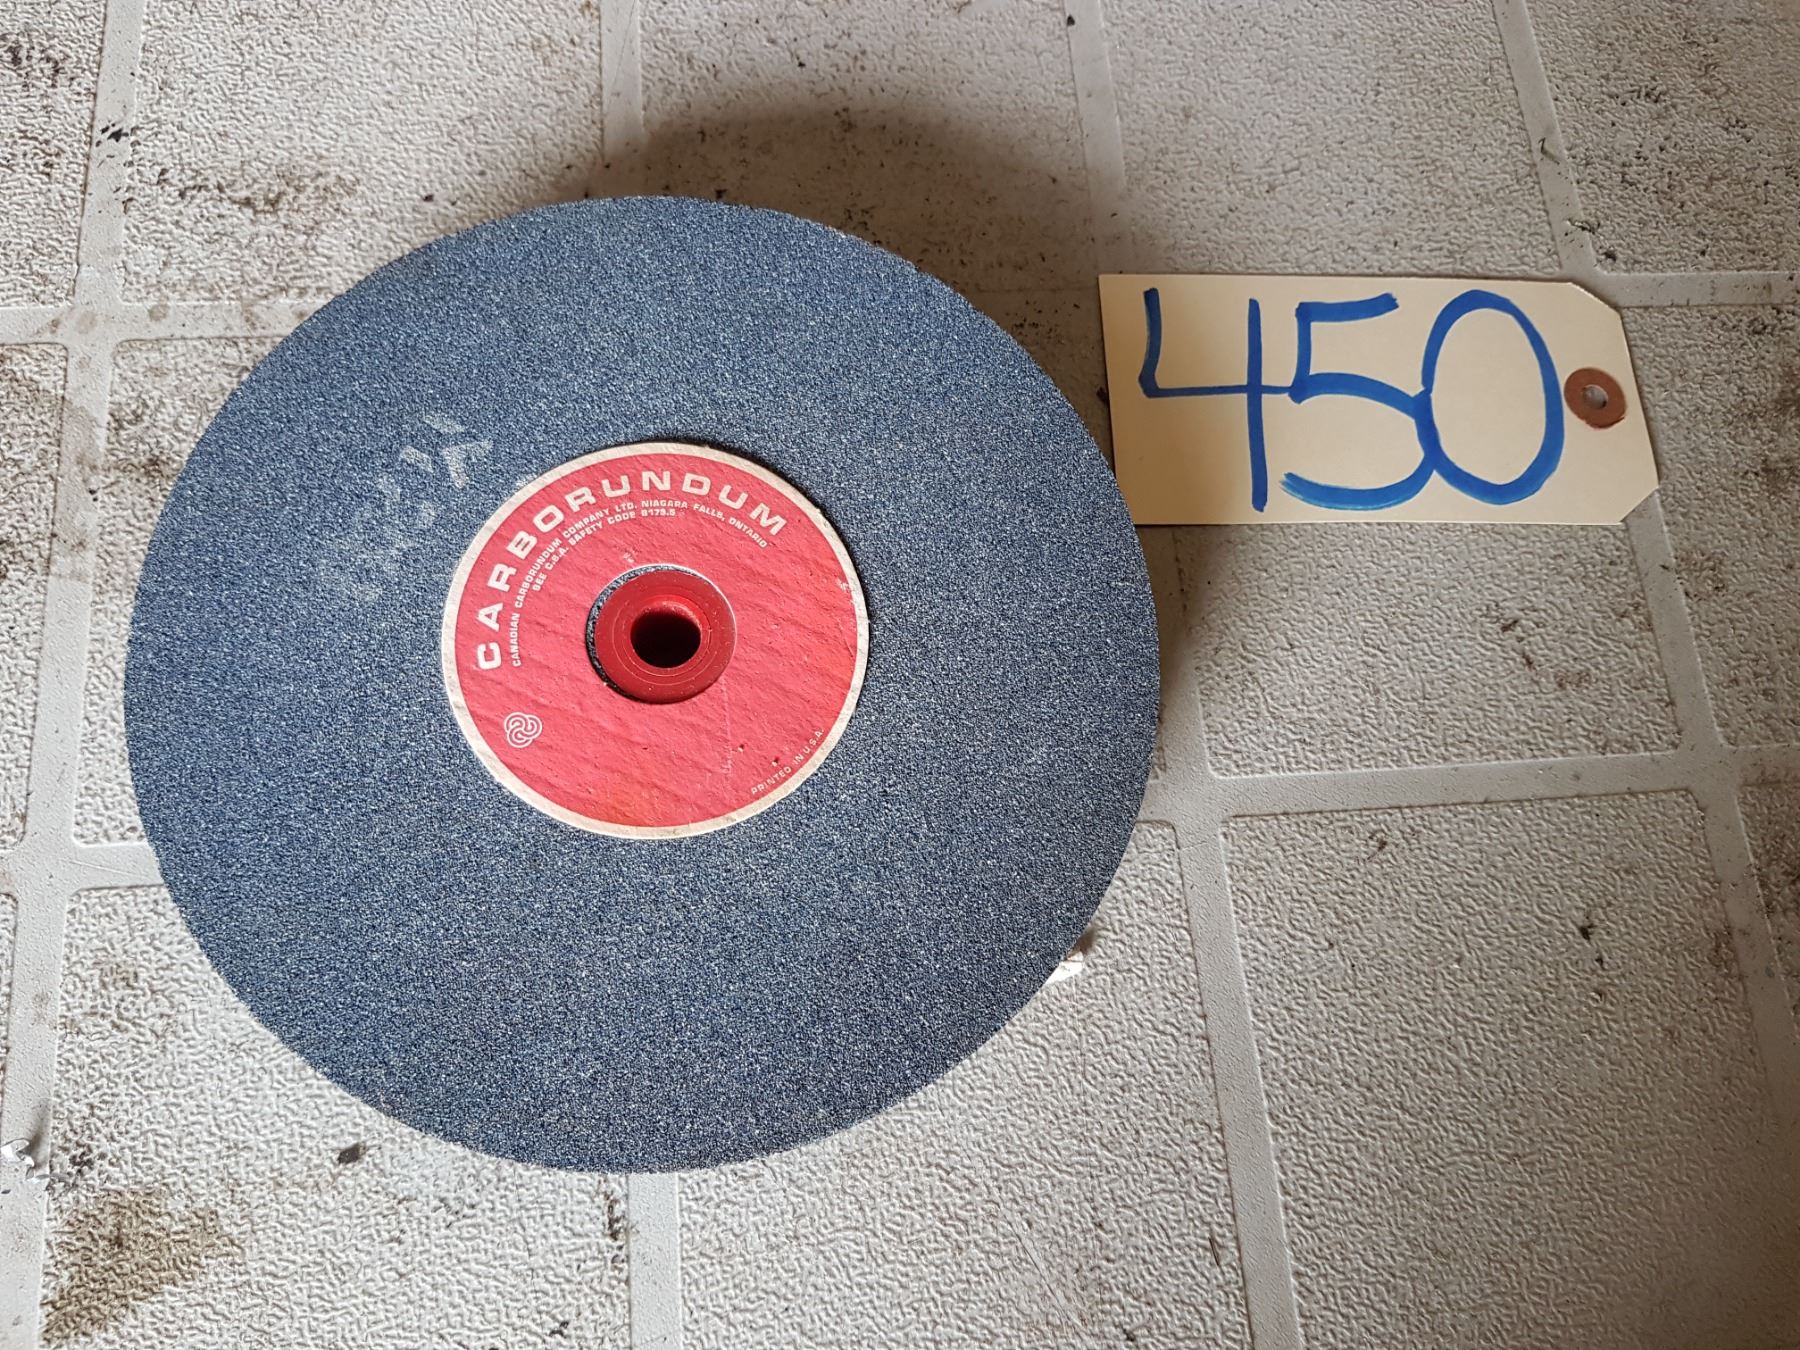 CARBORUNDUM
CANADIAN CARBORUNDUM COMPANY LTD. NIAGARA FALLS, ONTARIO
SEE C.S.A. SAFETY CODE B173.5
PRINTED IN U.S.A.
450